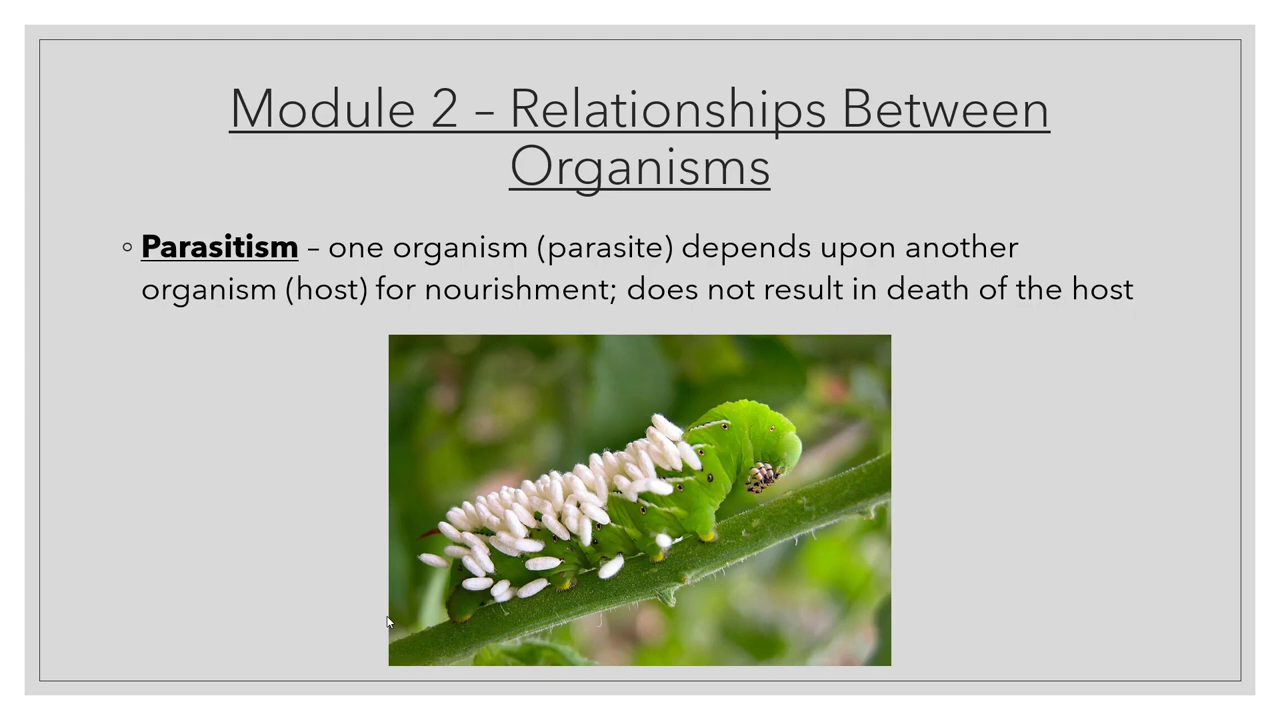 Module 2 – Relationships Between
Organisms
◦ Parasitism – one organism (parasite) depends upon another
organism (host) for nourishment; does not result in death of the host